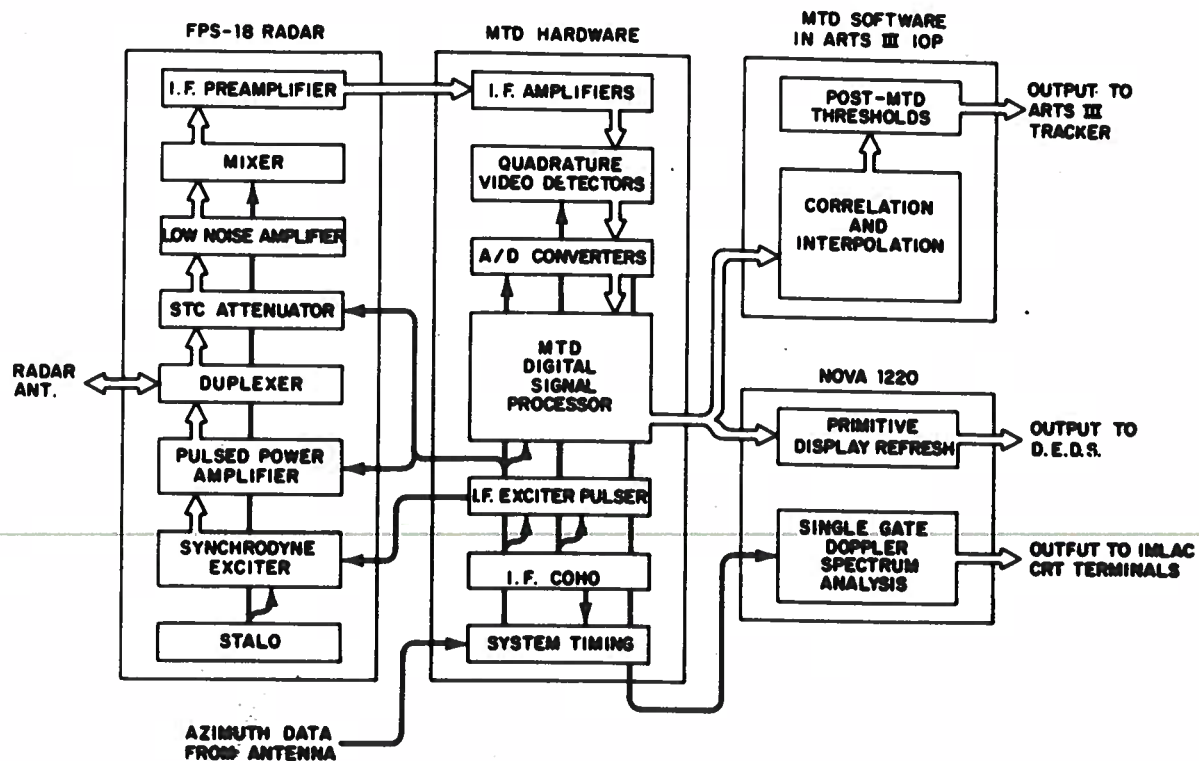 FPS-18 RADAR
I.F. PREAMPLIFIER
MIXER
LOW NOISE AMPLIFIER
STC ATTENUATOR
DUPLEXER
PULSED POWER
AMPLIFIER
SYNCHRODYNE
EXCITER
STALO
RADAR
ANT.
MTD HARDWARE
I.F. AMPLIFIERS
QUADRATURE
VIDEO DETECTORS
A/D CONVERTERS
MTD
DIGITAL
SIGNAL
PROCESSOR
I.F. EXCITER PULSER
I.F. COHO
SYSTEM TIMING
AZIMUTH DATA
FROM ANTENNA
MTD SOFTWARE
IN ARTS III IOP
POST-MTD
THRESHOLDS
CORRELATION
AND
INTERPOLATION
OUTPUT TO
ARTS III
TRACKER
NOVA 1220
PRIMITIVE
DISPLAY REFRESH
OUTPUT TO
D.E.D.S.
SINGLE GATE
DOPPLER
SPECTRUM
ANALYSIS
OUTFUT TO IMLAC
CRT TERMINALS